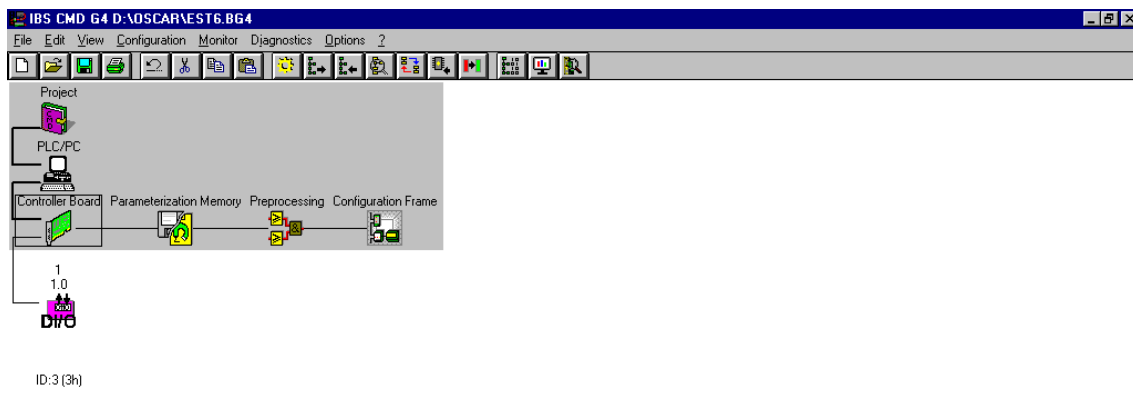 IBS CMD G4 D:\OSCAR\EST6.BG4
File Edit View Configuration Monitor Diagnostics Options ?
Project
PLC/PC
Controller Board Parameterization Memory Preprocessing Configuration Frame
1
1.0
DI/O
ID:3 (3h)